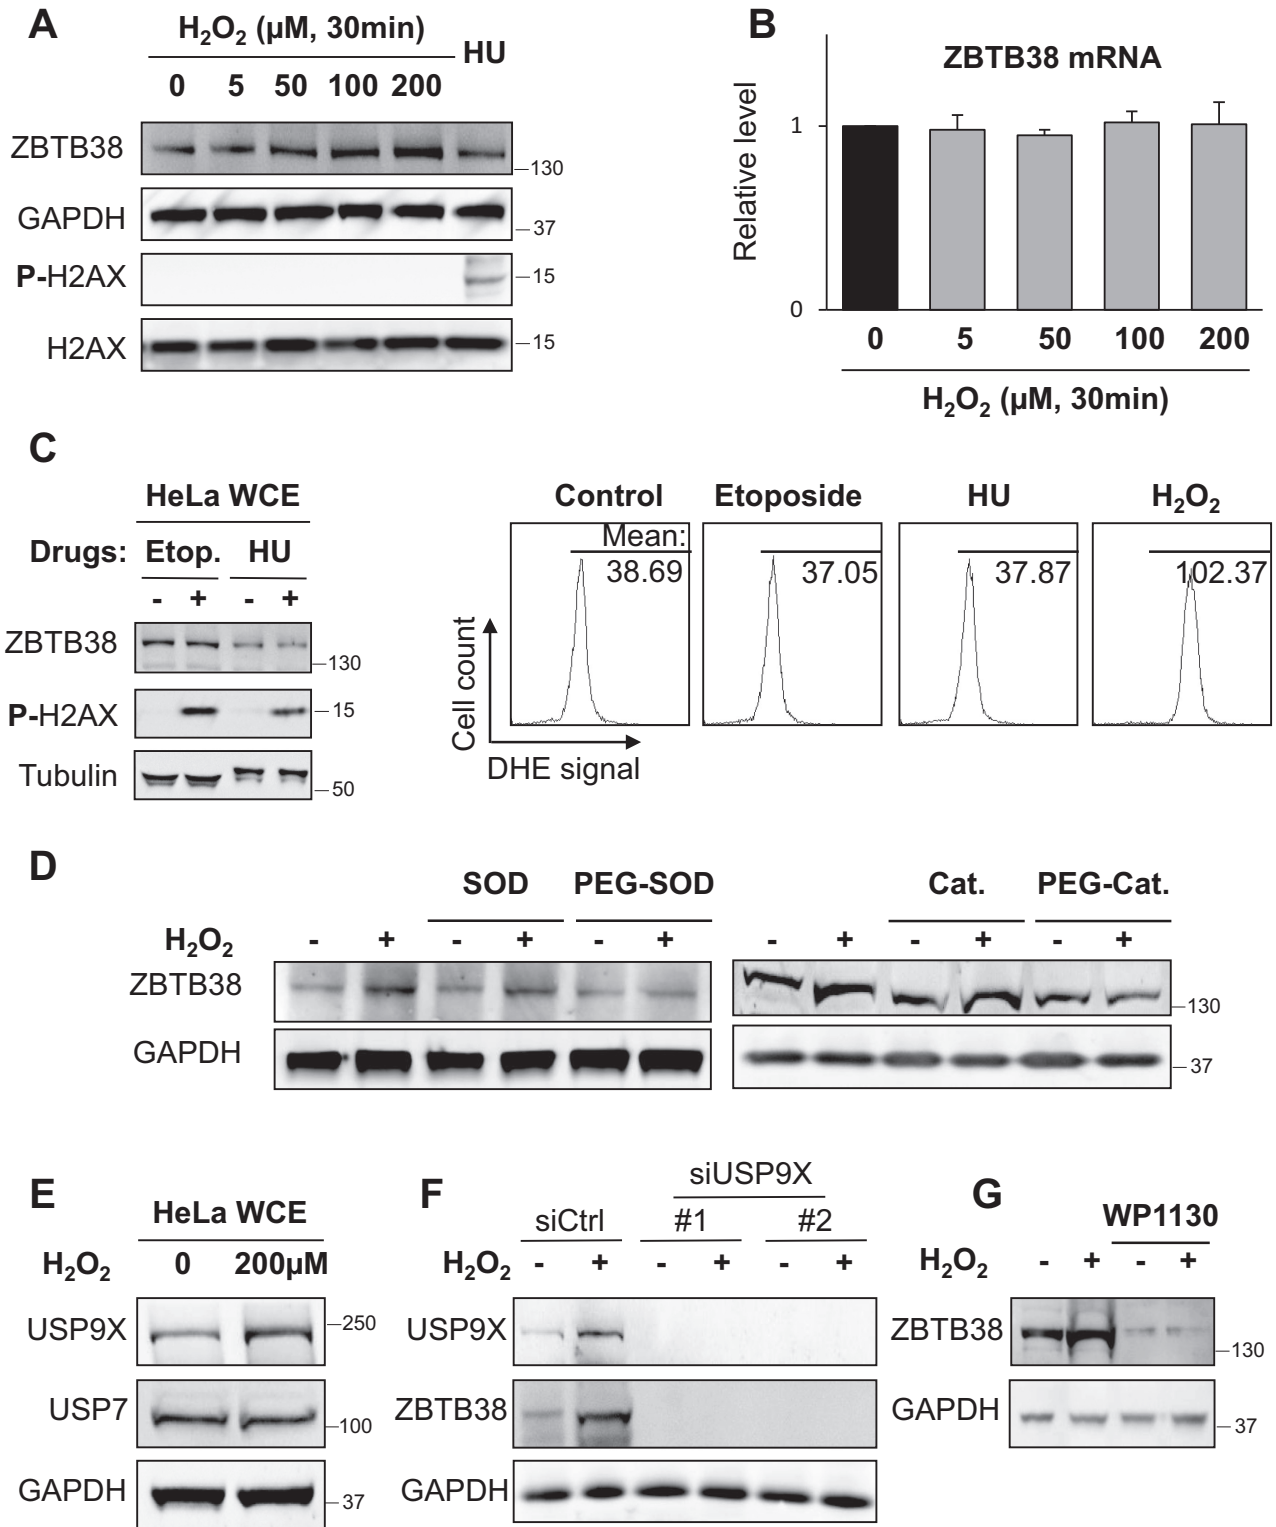 A
H₂O₂ (µM, 30min)
HU
0 5 50 100 200
ZBTB38
130
GAPDH
37
P-H2AX
15
H2AX
15
B
ZBTB38 mRNA
Relative level
1
0
0 5 50 100 200
H₂O₂ (µM, 30min)
C
HeLa WCE
Drugs: Etop. HU
- + - +
ZBTB38
130
P-H2AX
15
Tubulin
50
Control Etoposide HU H₂O₂
Mean:
38.69 37.05 37.87 102.37
Cell count
DHE signal
D
SOD PEG-SOD Cat. PEG-Cat.
H₂O₂ - + - + - + - + - + - +
ZBTB38
130
GAPDH
37
E
HeLa WCE
H₂O₂ 0 200µM
USP9X
250
USP7
100
GAPDH
37
F
siUSP9X
siCtrl #1 #2
H₂O₂ - + - + - +
USP9X
ZBTB38
GAPDH
G
WP1130
H₂O₂ - + - +
ZBTB38
130
GAPDH
37